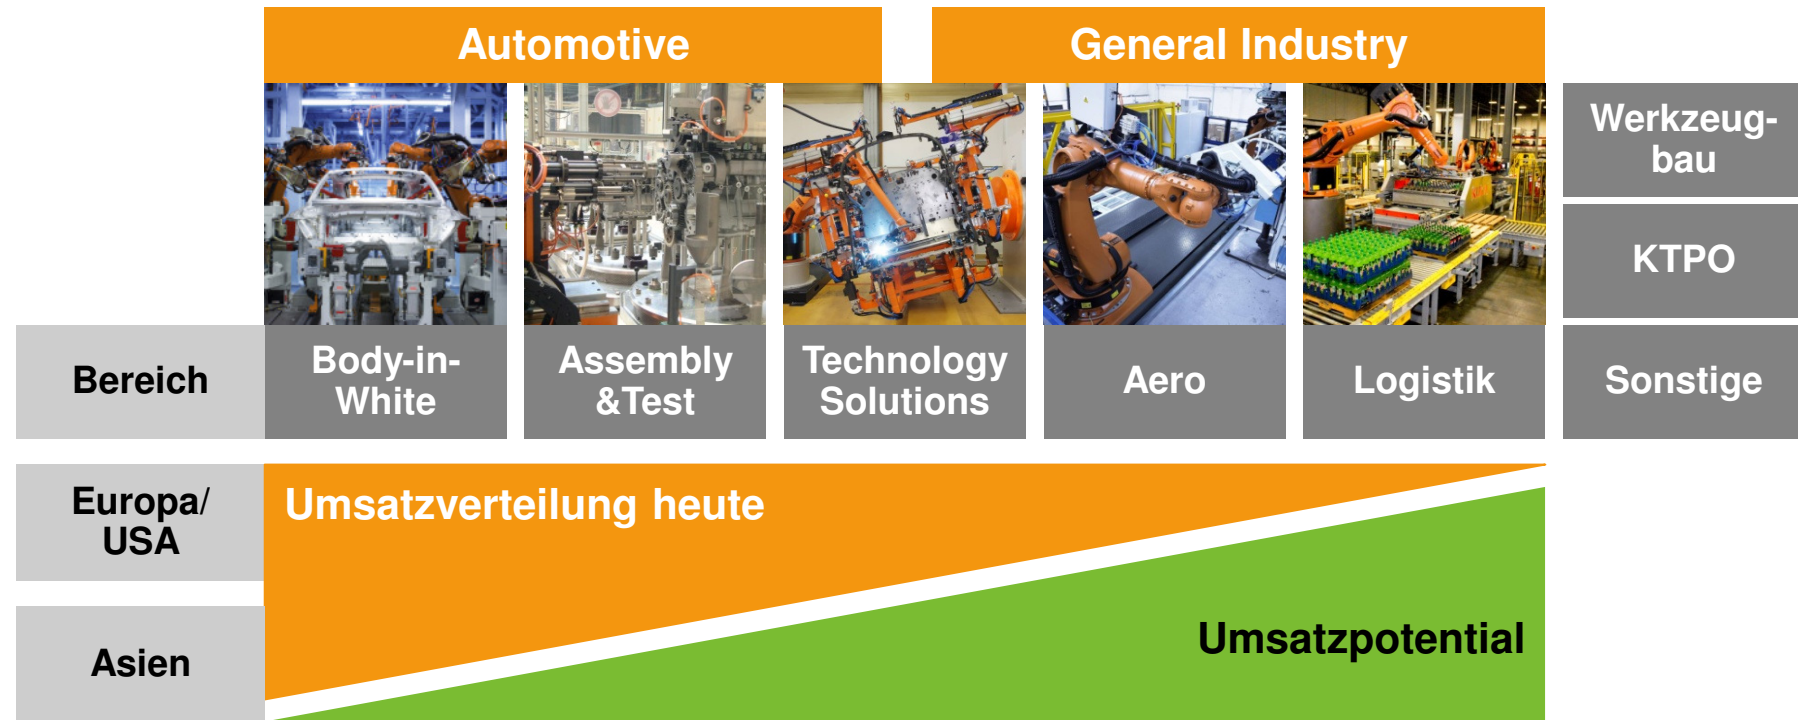 Automotive
General Industry
Werkzeug-
bau
KTPO
Bereich
Body-in-
White
Assembly
&Test
Technology
Solutions
Aero
Logistik
Sonstige
Europa/
USA
Umsatzverteilung heute
Asien
Umsatzpotential